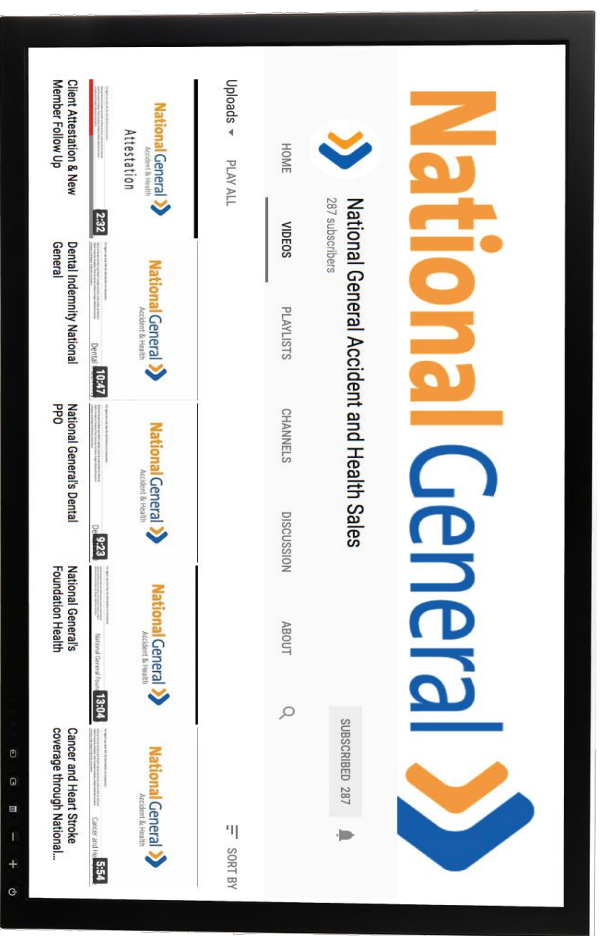 National General
National General Accident and Health Sales
287 subscribers
SUBSCRIBED 287
HOME
VIDEOS
PLAYLISTS
CHANNELS
DISCUSSION
ABOUT
Uploads
PLAY ALL
SORT BY
National General
Accident & Health
Attestation
2:32
Client Attestation & New
Member Follow Up
National General
Accident & Health
Dental
10:47
Dental Indemnity National
General
National General
Accident & Health
De
9:23
National General's Dental
PPO
National General
Accident & Health
National General Foun
13:04
National General's
Foundation Health
National General
Accident & Health
Cancer and He
5:54
Cancer and Heart Stroke
coverage through National...